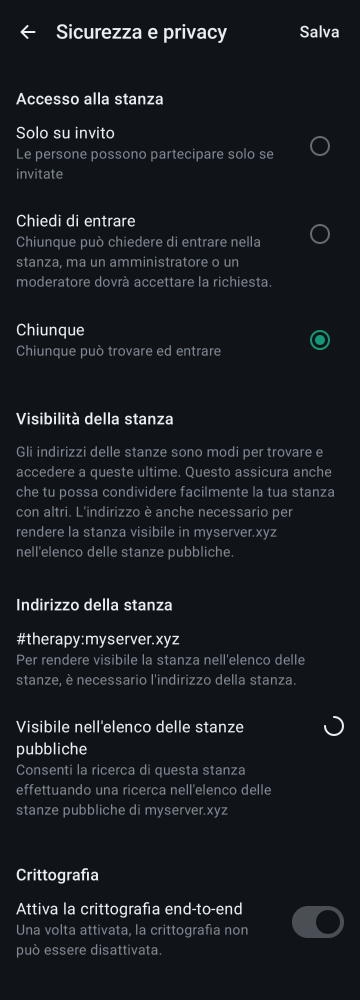 Sicurezza e privacy
Salva
Accesso alla stanza
Solo su invito
Le persone possono partecipare solo se
invitate
Chiedi di entrare
Chiunque può chiedere di entrare nella
stanza, ma un amministratore o un
moderatore dovrà accettare la richiesta.
Chiunque
Chiunque può trovare ed entrare
Visibilità della stanza
Gli indirizzi delle stanze sono modi per trovare e
accedere a queste ultime. Questo assicura anche
che tu possa condividere facilmente la tua stanza
con altri. L'indirizzo è anche necessario per
rendere la stanza visibile in myserver.xyz
nell'elenco delle stanze pubbliche.
Indirizzo della stanza
#therapy:myserver.xyz
Per rendere visibile la stanza nell'elenco delle
stanze, è necessario l'indirizzo della stanza.
Visibile nell'elenco delle stanze
pubbliche
Consenti la ricerca di questa stanza
effettuando una ricerca nell'elenco delle
stanze pubbliche di myserver.xyz
Crittografia
Attiva la crittografia end-to-end
Una volta attivata, la crittografia non
può essere disattivata.